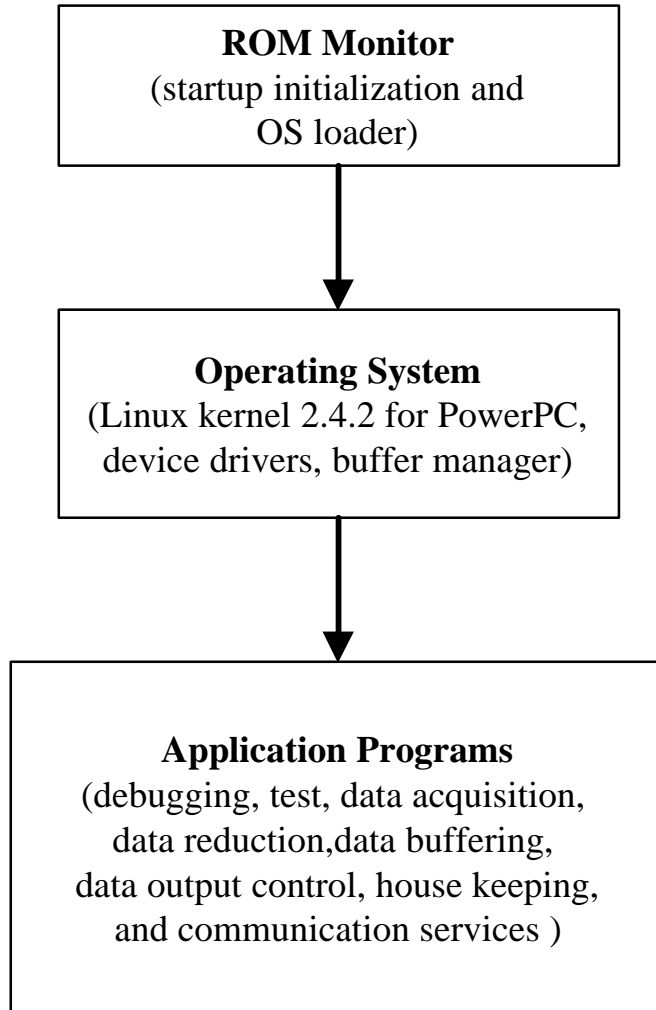 ROM Monitor
(startup initialization and
OS loader)
Operating System
(Linux kernel 2.4.2 for PowerPC,
device drivers, buffer manager)
Application Programs
(debugging, test, data acquisition,
data reduction,data buffering,
data output control, house keeping,
and communication services )